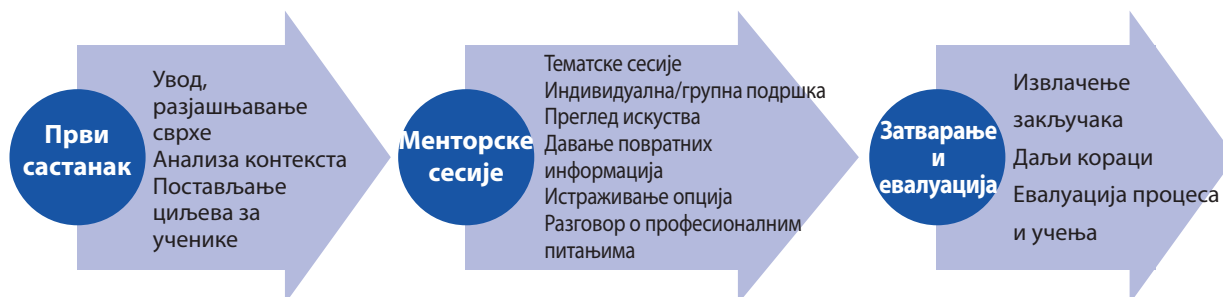 Први
састанак
Увод,
разјашњавање
сврхе
Анализа контекста
Постављање
циљева за
ученике
Менторске
сесије
Тематске сесије
Индивидуална/групна подршка
Преглед искуства
Давање повратних
информација
Истраживање опција
Разговор о професионалним
питањима
Затварање
и
евалуација
Извлачење
закључака
Даљи кораци
Евалуација процеса
и учења